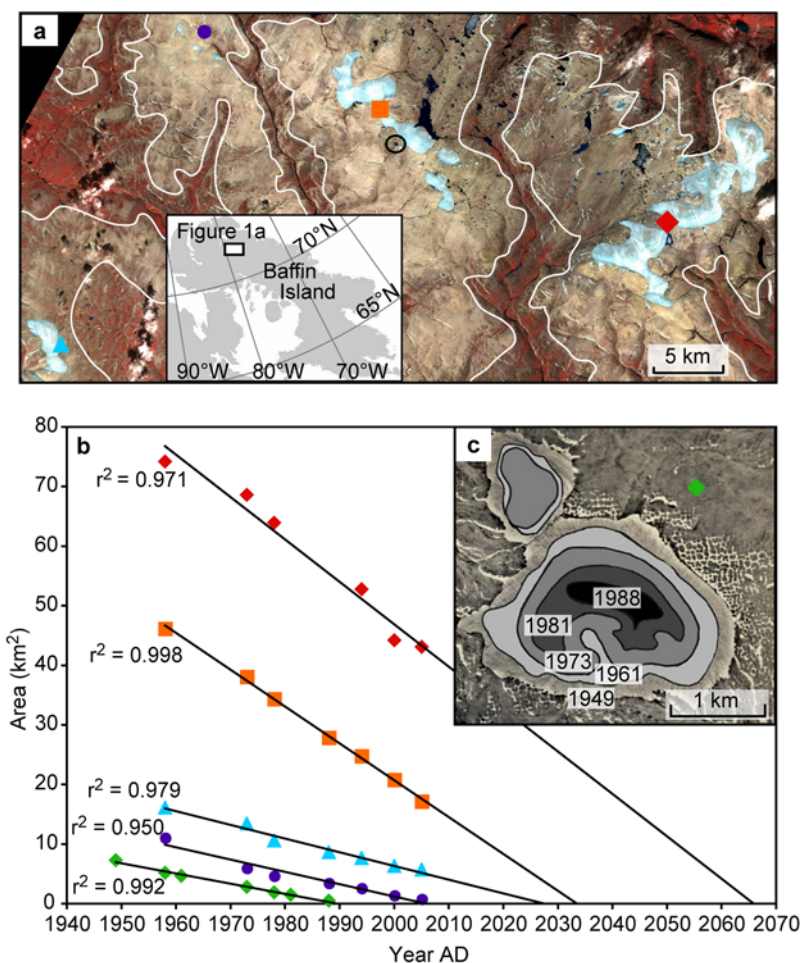 a
Figure 1a
70°N
Baffin
Island
65°N
90°W 80°W 70°W
5 km
b
c
80
70
60
50
40
30
20
10
0
Area (km²)
r² = 0.971
r² = 0.998
r² = 0.979
r² = 0.950
r² = 0.992
1988
1981
1973
1961
1949
1 km
1940 1950 1960 1970 1980 1990 2000 2010 2020 2030 2040 2050 2060 2070
Year AD